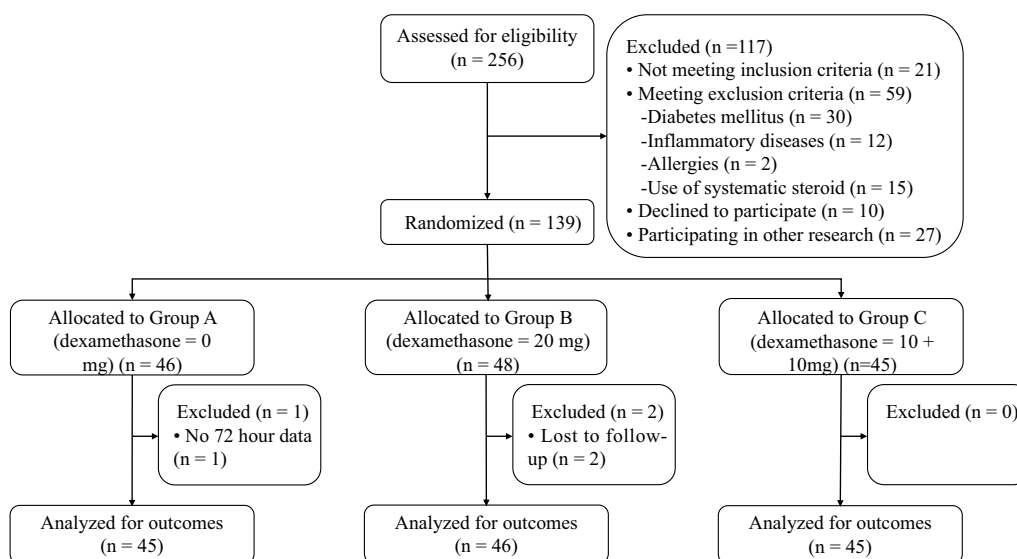 Assessed for eligibility
(n = 256)
Excluded (n =117)
• Not meeting inclusion criteria (n = 21)
• Meeting exclusion criteria (n = 59)
-Diabetes mellitus (n = 30)
-Inflammatory diseases (n = 12)
-Allergies (n = 2)
-Use of systematic steroid (n = 15)
• Declined to participate (n = 10)
• Participating in other research (n = 27)
Randomized (n = 139)
Allocated to Group A
(dexamethasone = 0
mg) (n = 46)
Allocated to Group B
(dexamethasone = 20 mg)
(n = 48)
Allocated to Group C
(dexamethasone = 10 +
10mg) (n=45)
Excluded (n = 1)
• No 72 hour data
(n = 1)
Excluded (n = 2)
• Lost to follow-
up (n = 2)
Excluded (n = 0)
Analyzed for outcomes
(n = 45)
Analyzed for outcomes
(n = 46)
Analyzed for outcomes
(n = 45)